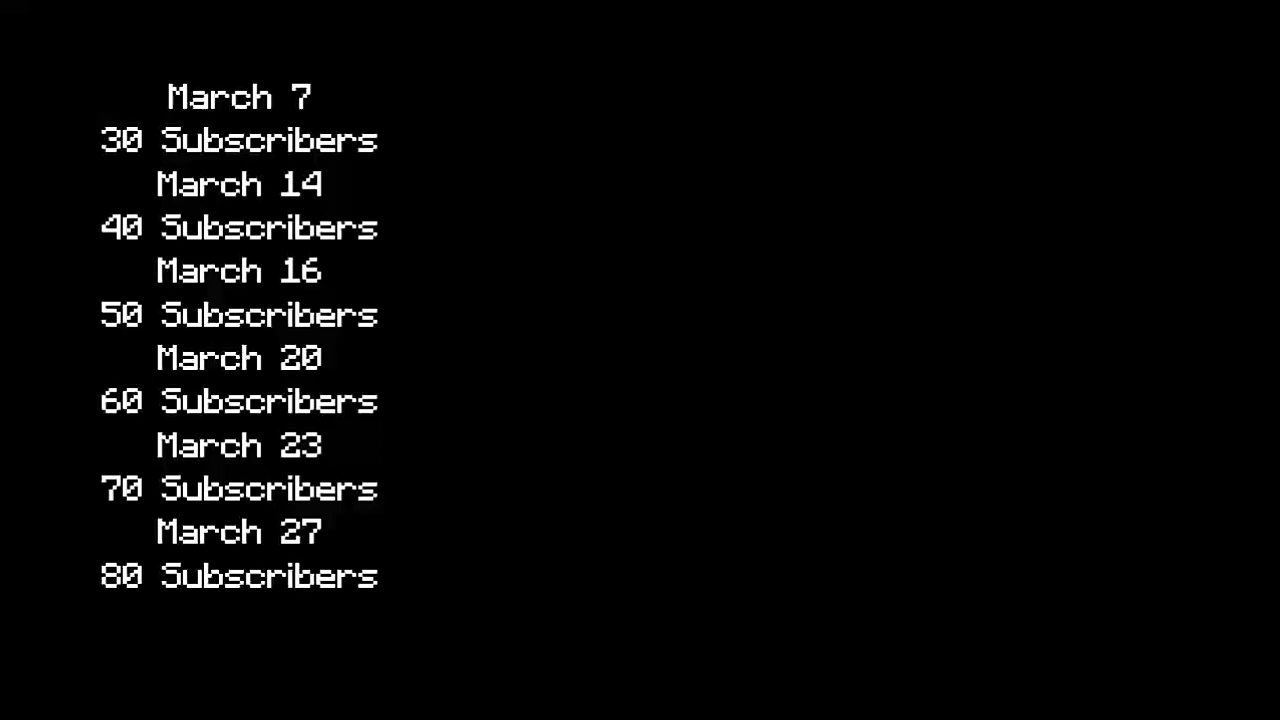 March 7
30 Subscribers
March 14
40 Subscribers
March 16
50 Subscribers
March 20
60 Subscribers
March 23
70 Subscribers
March 27
80 Subscribers